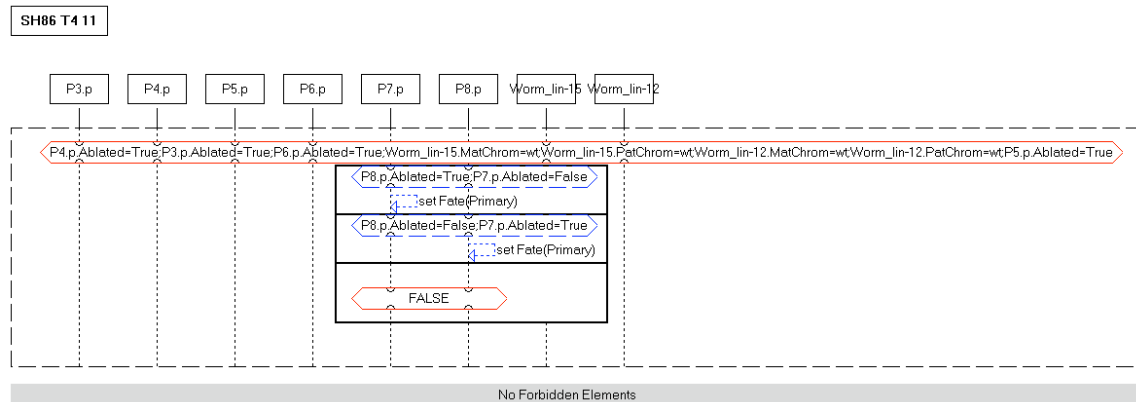 SH86 T4 11
P3.p P4.p P5.p P6.p P7.p P8.p Worm_lin-15 Worm_lin-12
P4.p.Ablated=True;P3.p.Ablated=True;P6.p.Ablated=True;Worm_lin-15.MatChrom=wt;Worm_lin-15.PatChrom=wt;Worm_lin-12.MatChrom=wt;Worm_lin-12.PatChrom=wt;P5.p.Ablated=True
P8.p.Ablated=True;P7.p.Ablated=False
set Fate(Primary)
P8.p.Ablated=False;P7.p.Ablated=True
set Fate(Primary)
FALSE
No Forbidden Elements